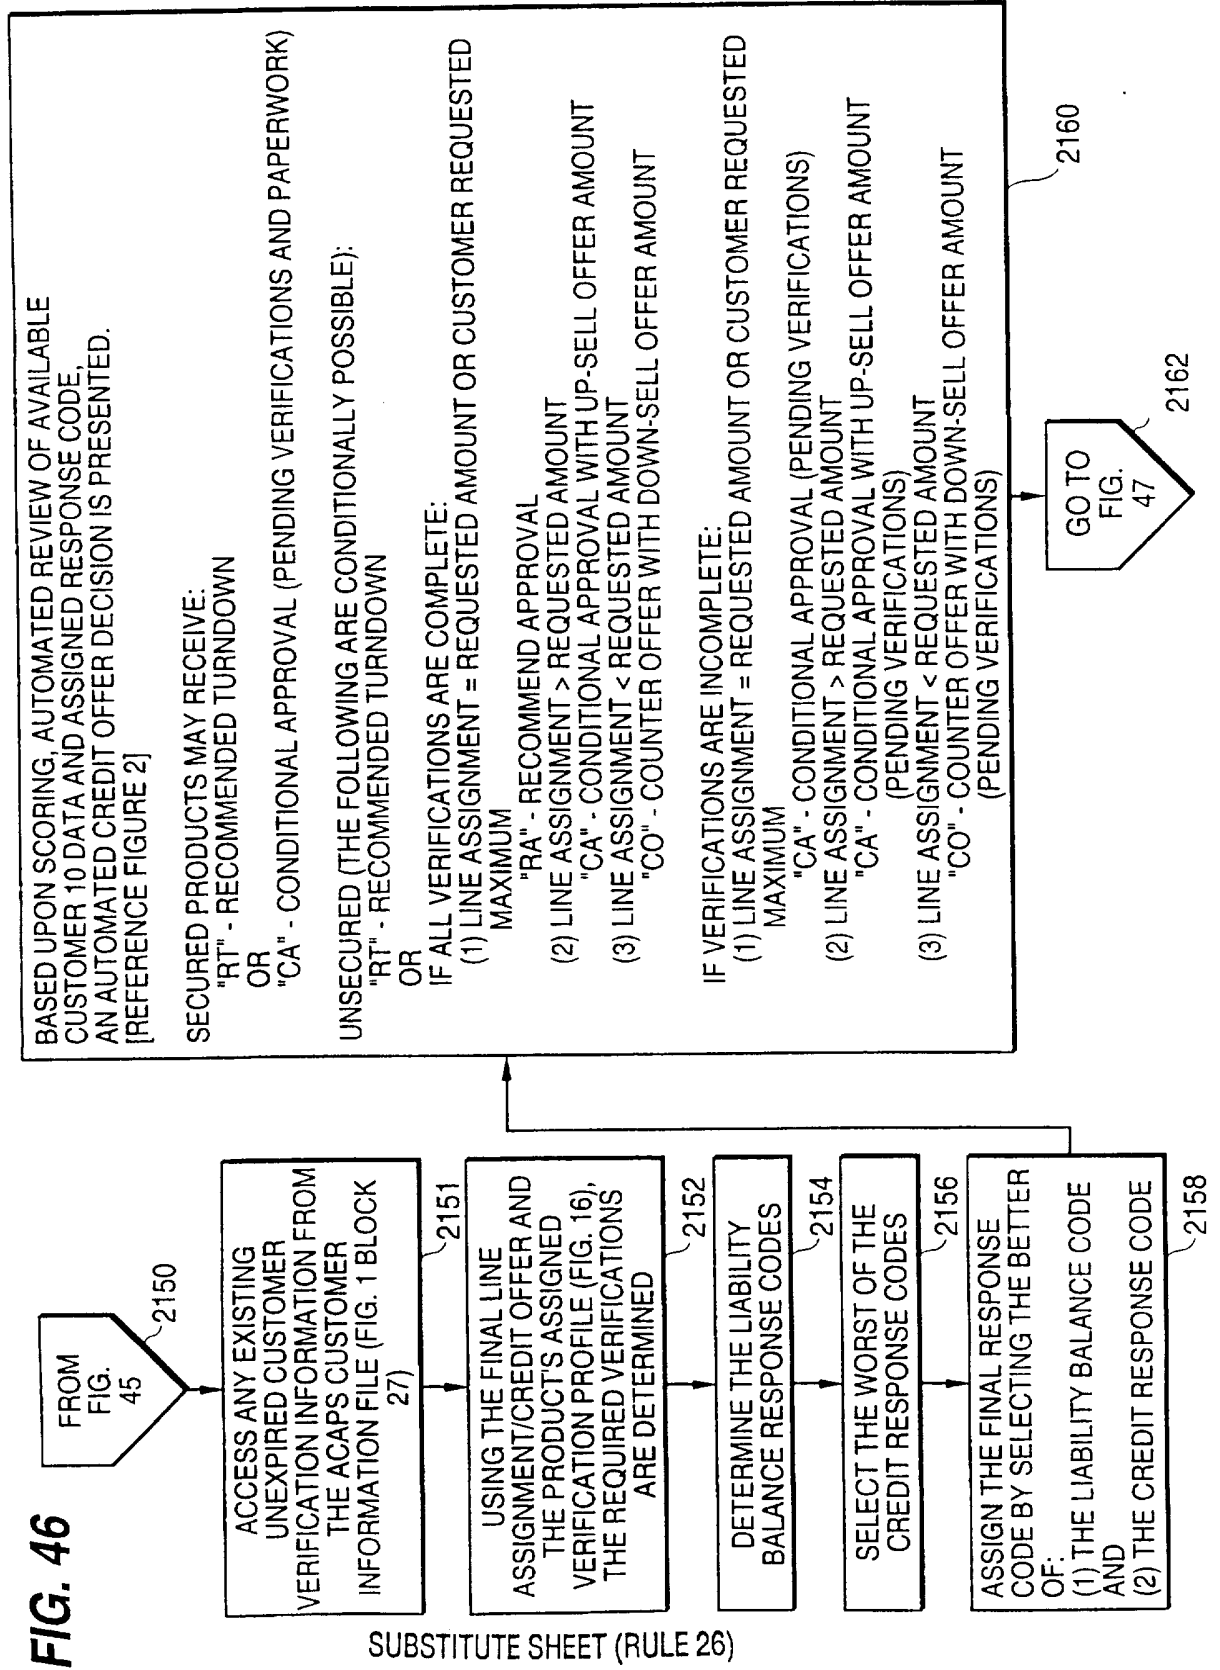 FIG. 46
FROM
FIG.
45
2150
ACCESS ANY EXISTING
UNEXPIRED CUSTOMER
VERIFICATION INFORMATION FROM
THE ACAPS CUSTOMER
INFORMATION FILE (FIG. 1 BLOCK
27)
2151
USING THE FINAL LINE
ASSIGNMENT/CREDIT OFFER AND
THE PRODUCT'S ASSIGNED
VERIFICATION PROFILE (FIG. 16),
THE REQUIRED VERIFICATIONS
ARE DETERMINED
2152
DETERMINE THE LIABILITY
BALANCE RESPONSE CODES
2154
SELECT THE WORST OF THE
CREDIT RESPONSE CODES
2156
ASSIGN THE FINAL RESPONSE
CODE BY SELECTING THE BETTER
OF:
(1) THE LIABILITY BALANCE CODE
AND
(2) THE CREDIT RESPONSE CODE
2158
BASED UPON SCORING, AUTOMATED REVIEW OF AVAILABLE
CUSTOMER 10 DATA AND ASSIGNED RESPONSE CODE,
AN AUTOMATED CREDIT OFFER DECISION IS PRESENTED.
[REFERENCE FIGURE 2]
SECURED PRODUCTS MAY RECEIVE:
"RT" - RECOMMENDED TURNDOWN
OR
"CA" - CONDITIONAL APPROVAL (PENDING VERIFICATIONS AND PAPERWORK)
UNSECURED (THE FOLLOWING ARE CONDITIONALLY POSSIBLE):
"RT" - RECOMMENDED TURNDOWN
OR
IF ALL VERIFICATIONS ARE COMPLETE:
(1) LINE ASSIGNMENT = REQUESTED AMOUNT OR CUSTOMER REQUESTED
MAXIMUM
"RA" - RECOMMEND APPROVAL
(2) LINE ASSIGNMENT > REQUESTED AMOUNT
"CA" - CONDITIONAL APPROVAL WITH UP-SELL OFFER AMOUNT
(3) LINE ASSIGNMENT < REQUESTED AMOUNT
"CO" - COUNTER OFFER WITH DOWN-SELL OFFER AMOUNT
IF VERIFICATIONS ARE INCOMPLETE:
(1) LINE ASSIGNMENT = REQUESTED AMOUNT OR CUSTOMER REQUESTED
MAXIMUM
"CA" - CONDITIONAL APPROVAL (PENDING VERIFICATIONS)
(2) LINE ASSIGNMENT > REQUESTED AMOUNT
"CA" - CONDITIONAL APPROVAL WITH UP-SELL OFFER AMOUNT
(PENDING VERIFICATIONS)
(3) LINE ASSIGNMENT < REQUESTED AMOUNT
"CO" - COUNTER OFFER WITH DOWN-SELL OFFER AMOUNT
(PENDING VERIFICATIONS)
2160
GO TO
FIG.
47
2162
SUBSTITUTE SHEET (RULE 26)